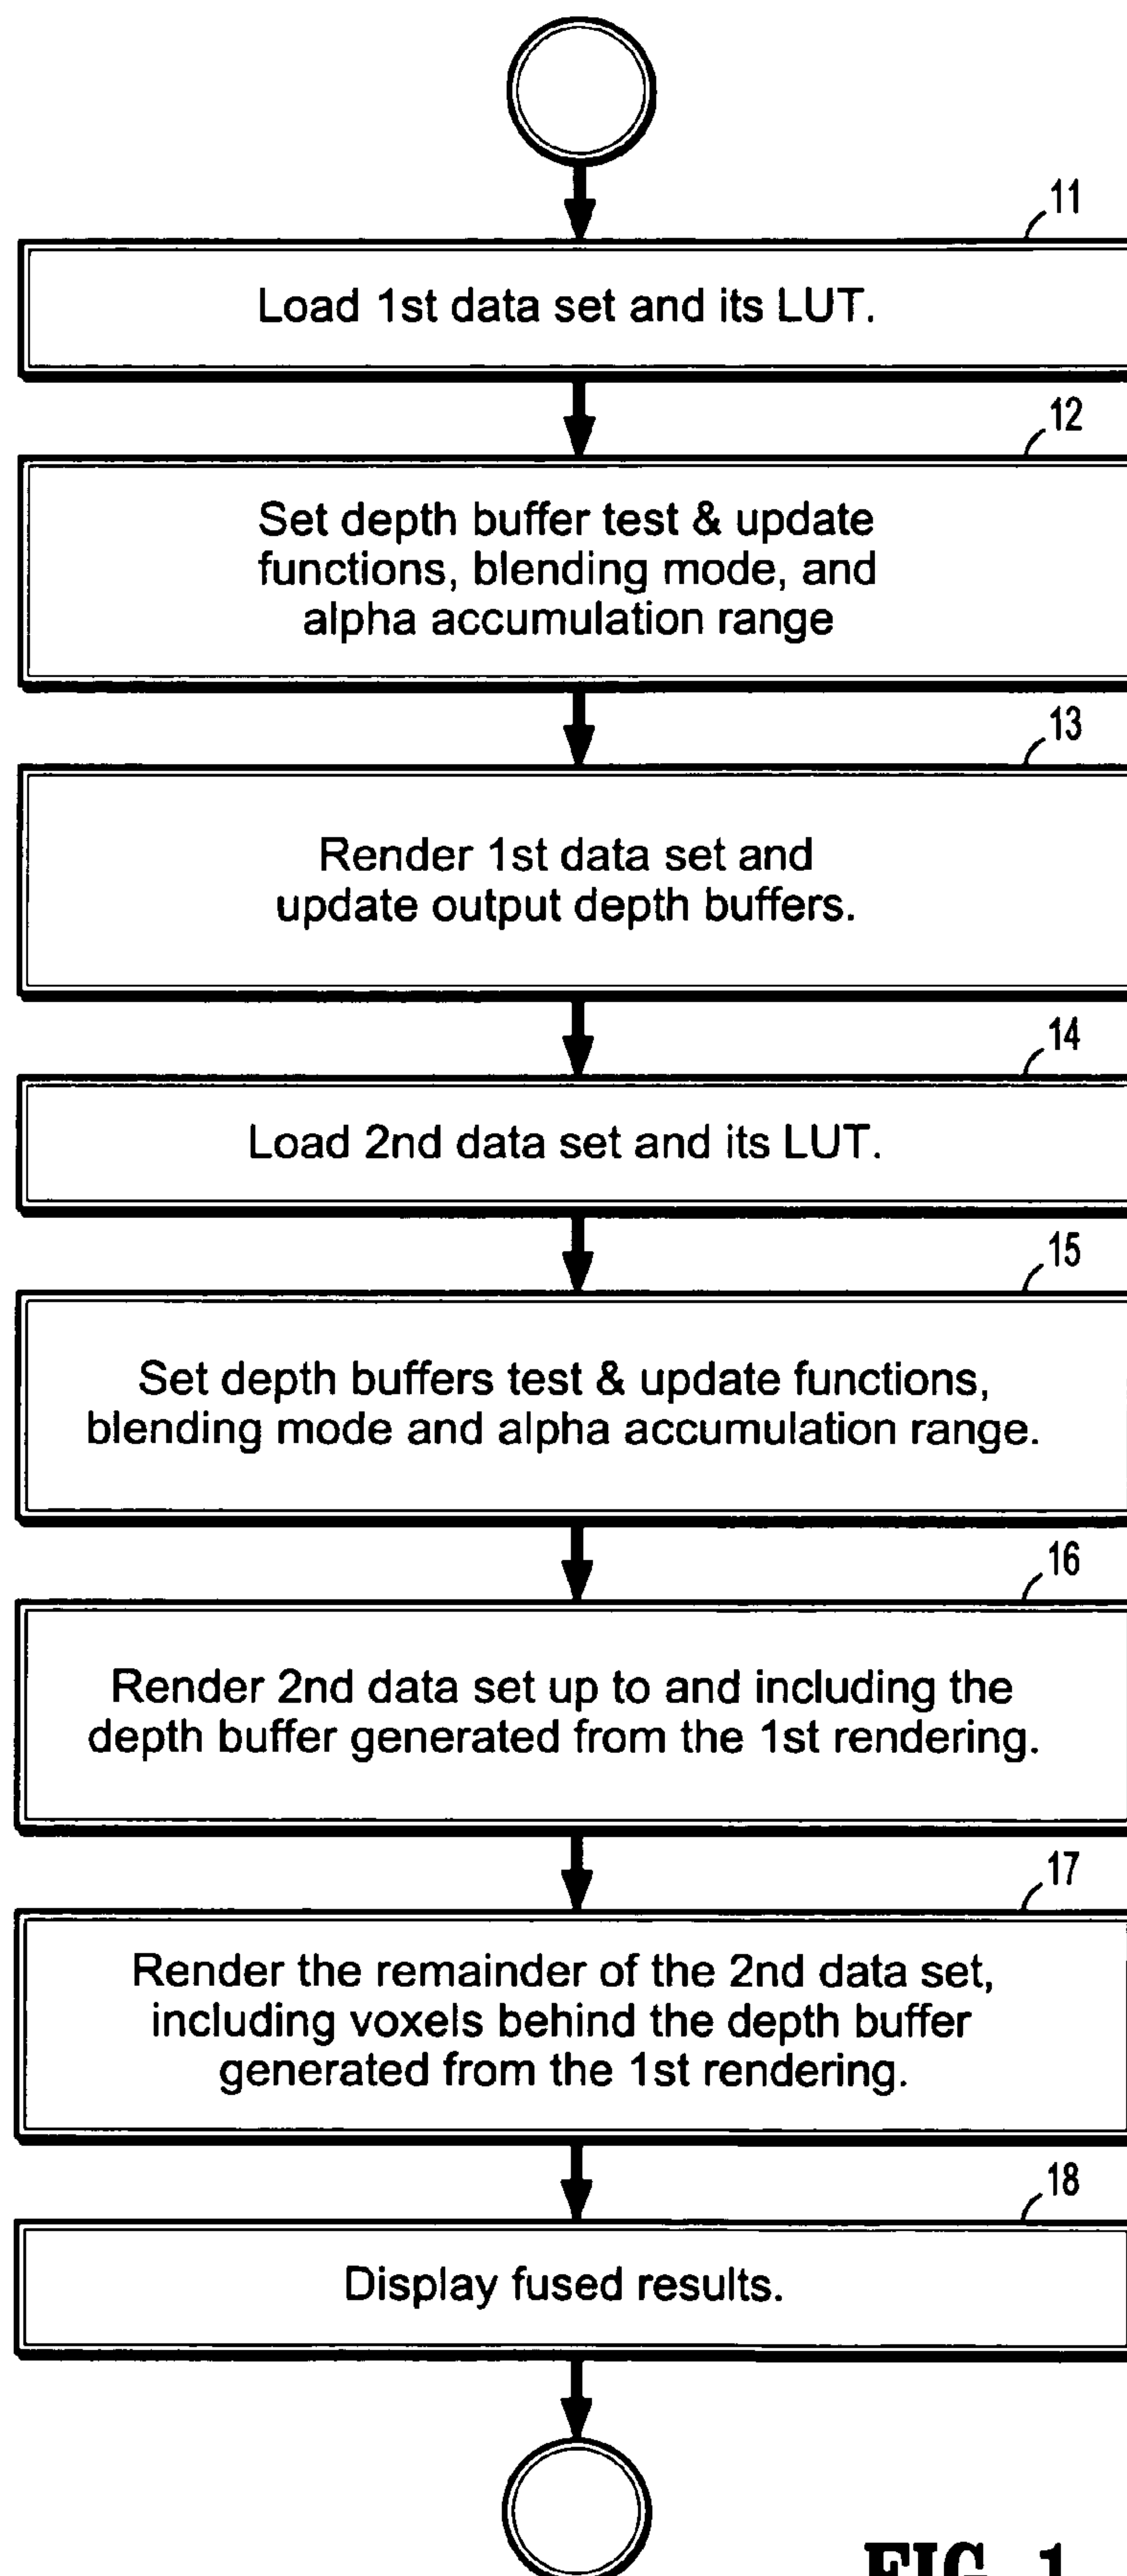 11
Load 1st data set and its LUT.
12
Set depth buffer test & update
functions, blending mode, and
alpha accumulation range
13
Render 1st data set and
update output depth buffers.
14
Load 2nd data set and its LUT.
15
Set depth buffers test & update functions,
blending mode and alpha accumulation range.
16
Render 2nd data set up to and including the
depth buffer generated from the 1st rendering.
17
Render the remainder of the 2nd data set,
including voxels behind the depth buffer
generated from the 1st rendering.
18
Display fused results.
FIG. 1